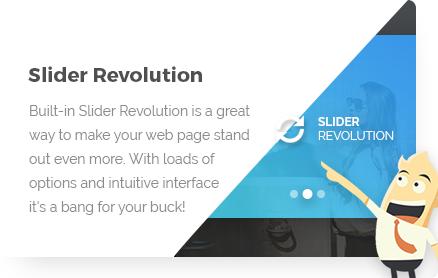 Slider Revolution
Built-in Slider Revolution is a great
way to make your web page stand
out even more. With loads of
options and intuitive interface
it's a bang for your buck!
SLIDER
REVOLUTION